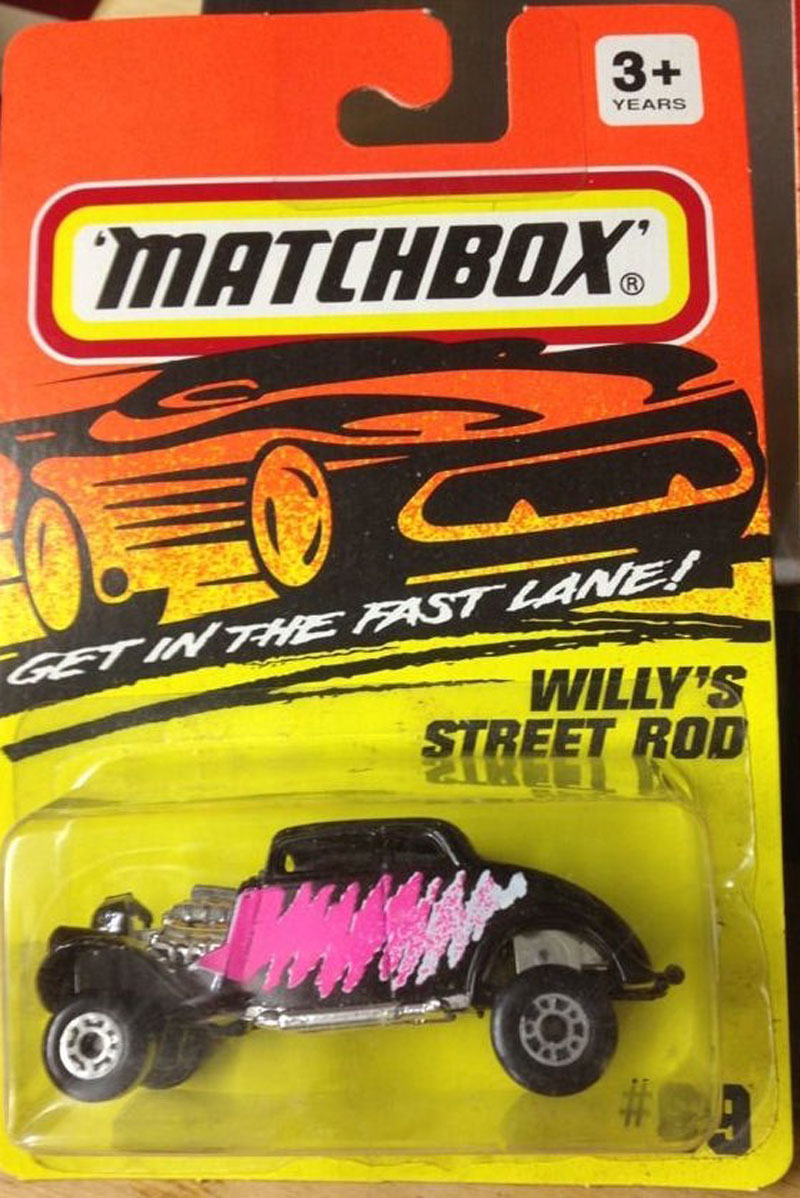 3+
YEARS
'MATCHBOX'®
GET IN THE FAST LANE!
WILLY'S
STREET ROD